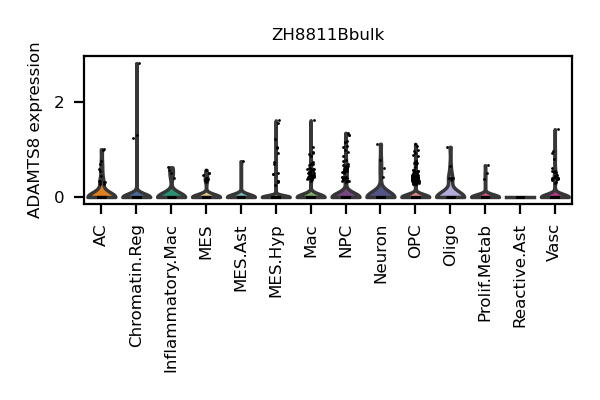 ZH8811Bbulk
ADAMTS8 expression
2
0
AC
Chromatin.Reg
Inflammatory.Mac
MES
MES.Ast
MES.Hyp
Mac
NPC
Neuron
OPC
Oligo
Prolif.Metab
Reactive.Ast
Vasc